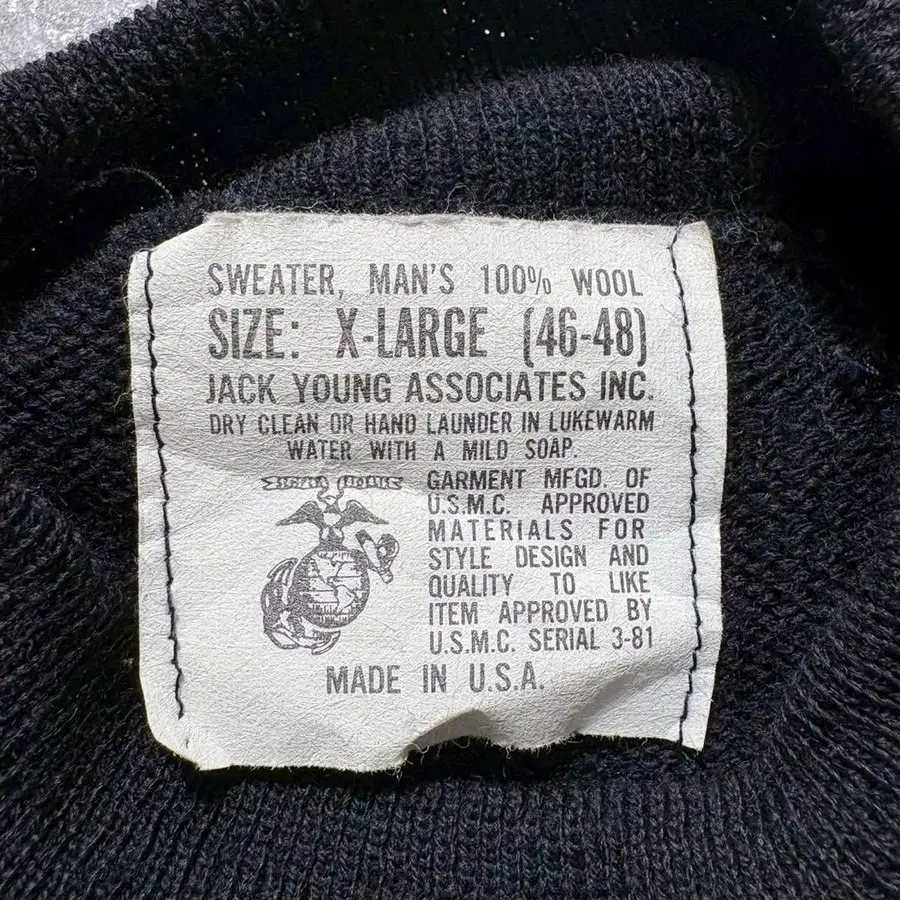 SWEATER, MAN'S 100% WOOL
SIZE: X-LARGE (46-48)
JACK YOUNG ASSOCIATES INC.
DRY CLEAN OR HAND LAUNDER IN LUKEWARM
WATER WITH A MILD SOAP.
GARMENT MFGD. OF
U.S.M.C. APPROVED
MATERIALS FOR
STYLE DESIGN AND
QUALITY TO LIKE
ITEM APPROVED BY
U.S.M.C. SERIAL 3-81
MADE IN U.S.A.